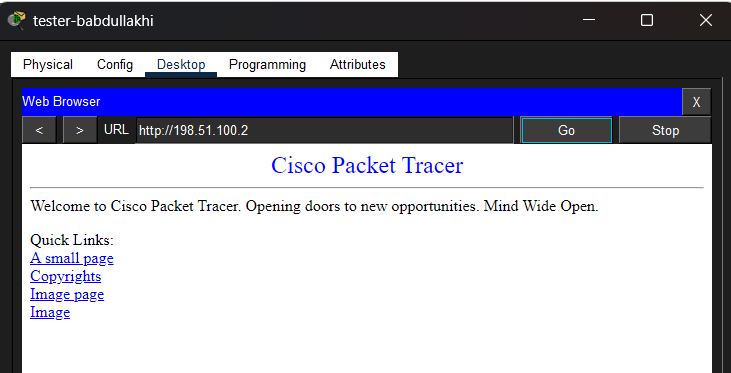 tester-babdullakhi
Physical Config Desktop Programming Attributes
Web Browser X
< > URL http://198.51.100.2 Go Stop
Cisco Packet Tracer
Welcome to Cisco Packet Tracer. Opening doors to new opportunities. Mind Wide Open.
Quick Links:
A small page
Copyrights
Image page
Image